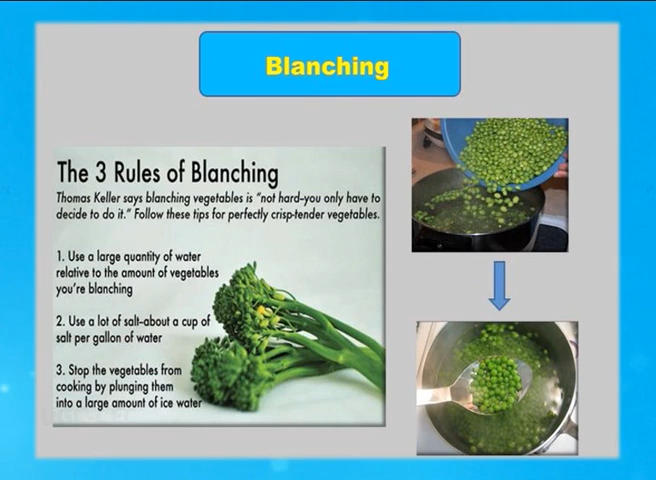 Blanching
The 3 Rules of Blanching
Thomas Keller says blanching vegetables is “not hard–you only have to
decide to do it.” Follow these tips for perfectly crisp-tender vegetables.
1. Use a large quantity of water
relative to the amount of vegetables
you're blanching
2. Use a lot of salt–about a cup of
salt per gallon of water
3. Stop the vegetables from
cooking by plunging them
into a large amount of ice water